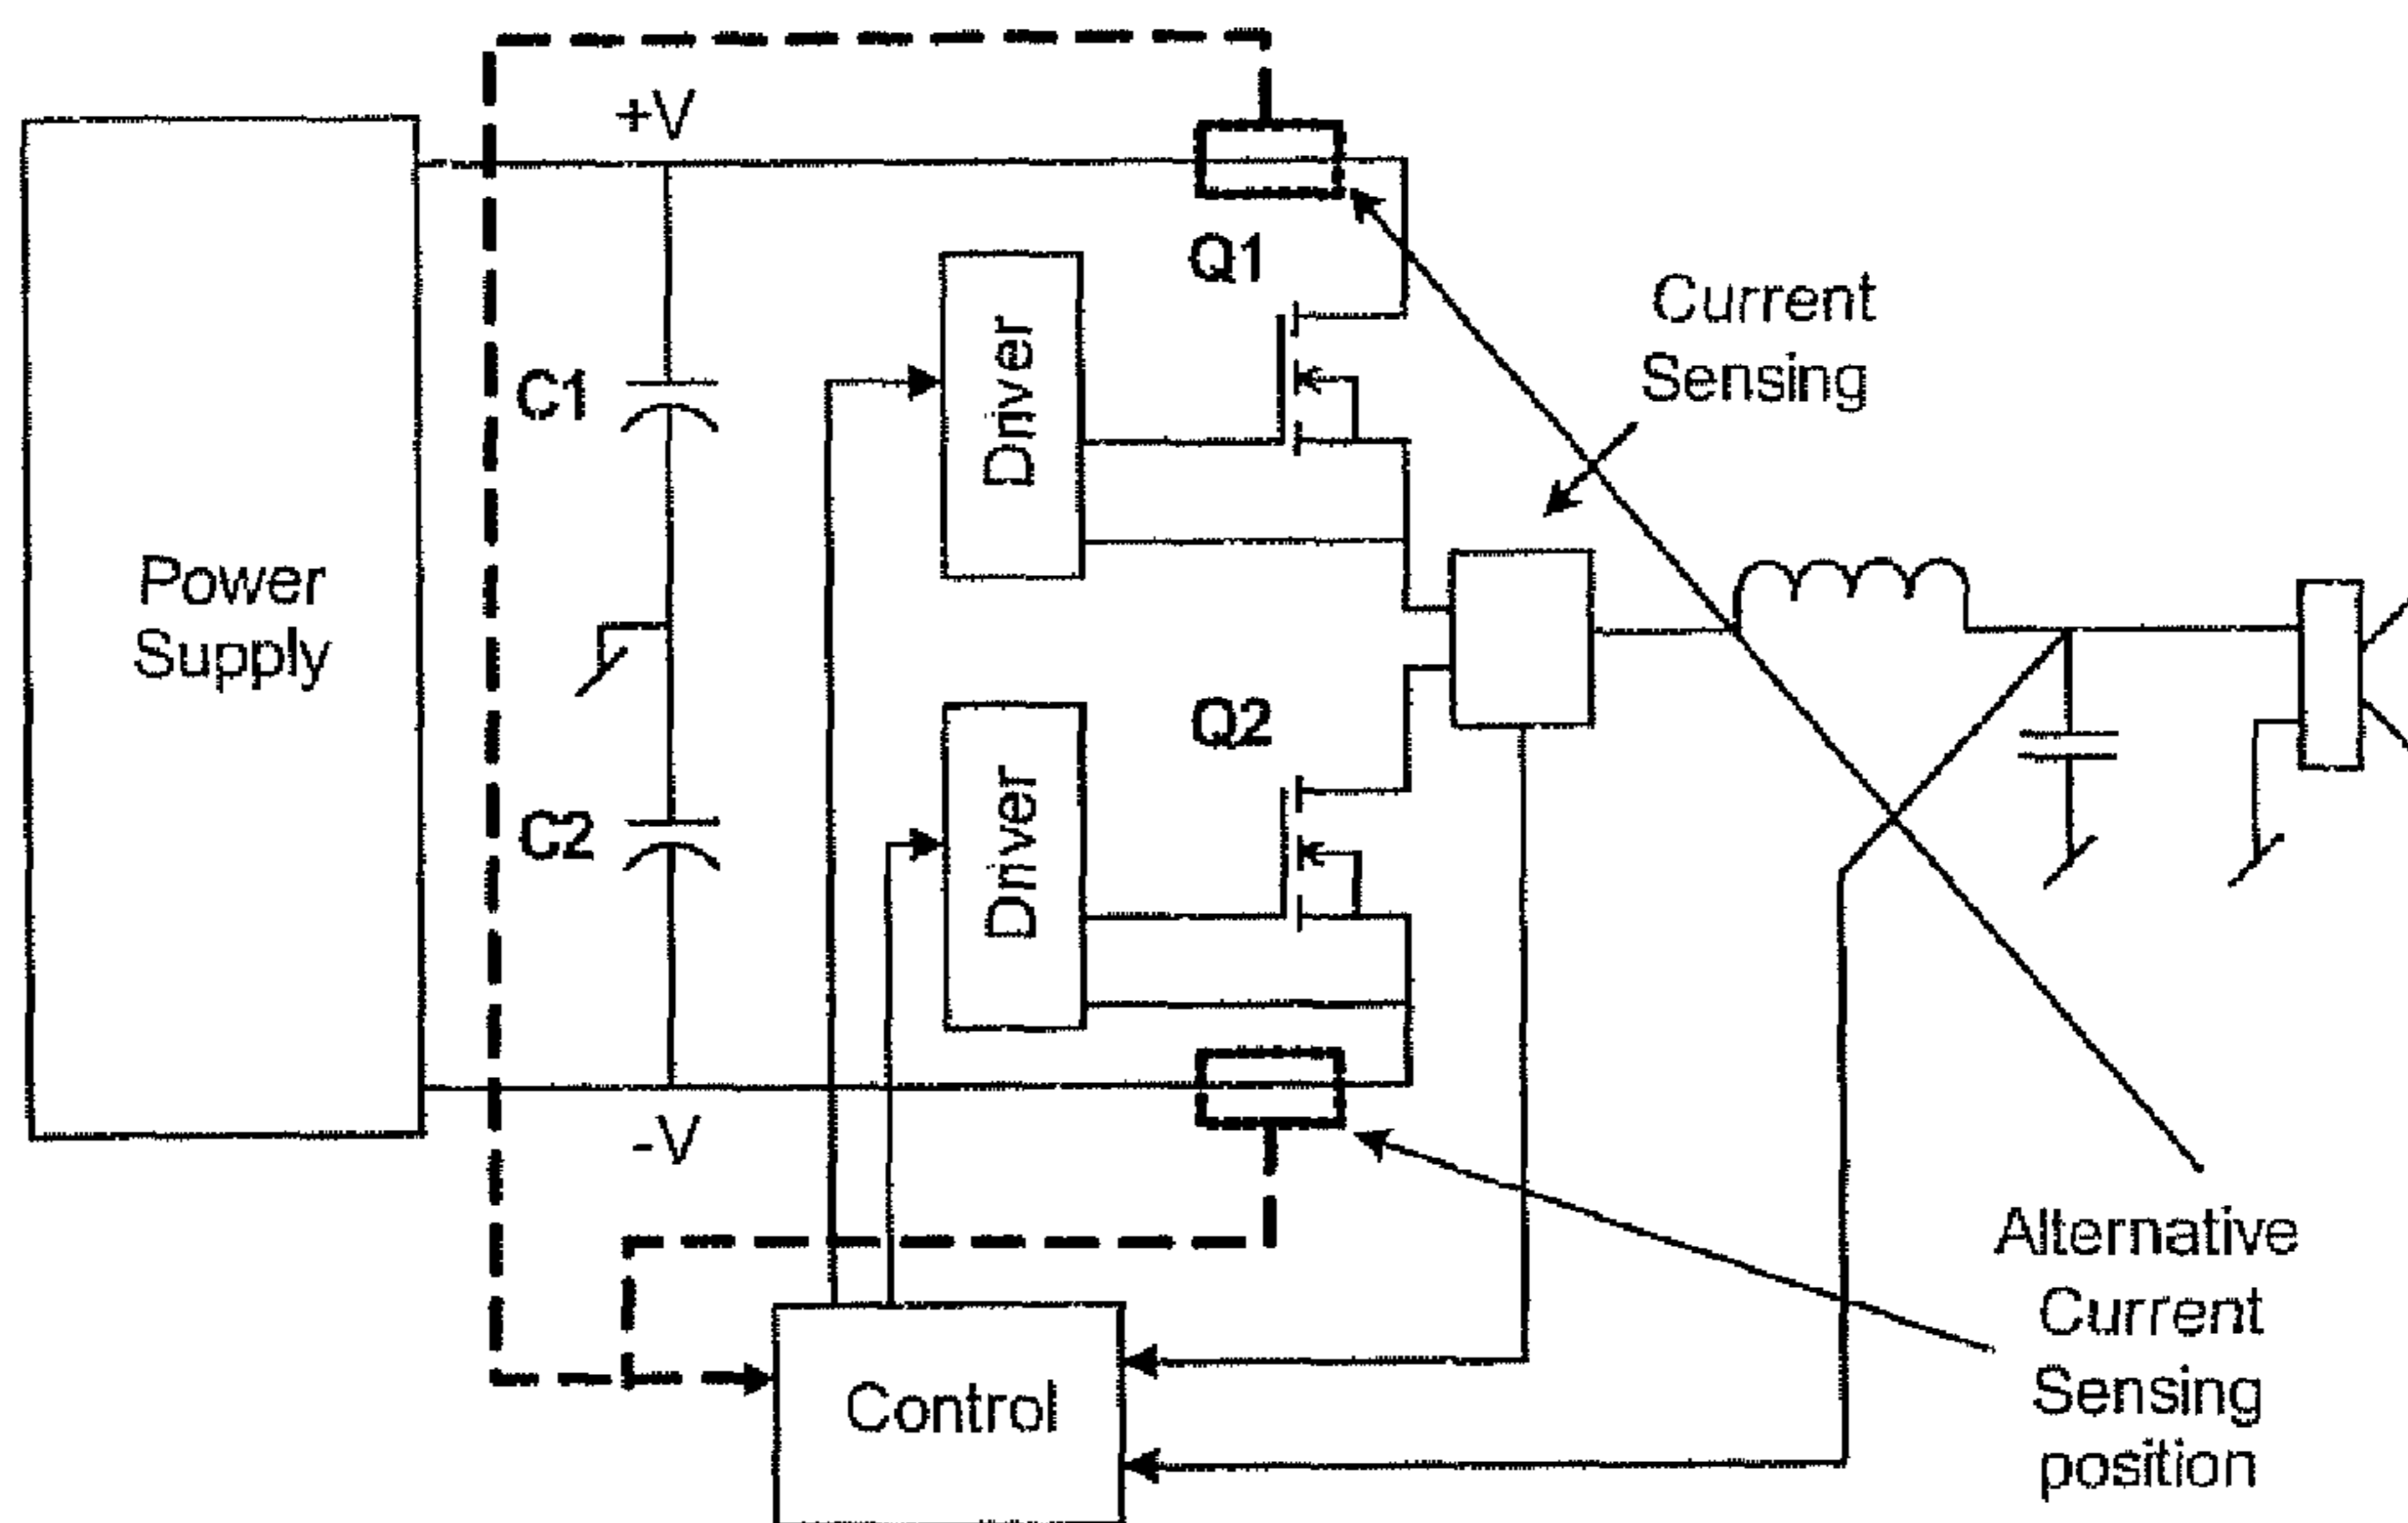 +V
Q1
Current
Sensing
Driver
C1
Power
Supply
Q2
Driver
C2
-V
Alternative
Current
Sensing
position
Control